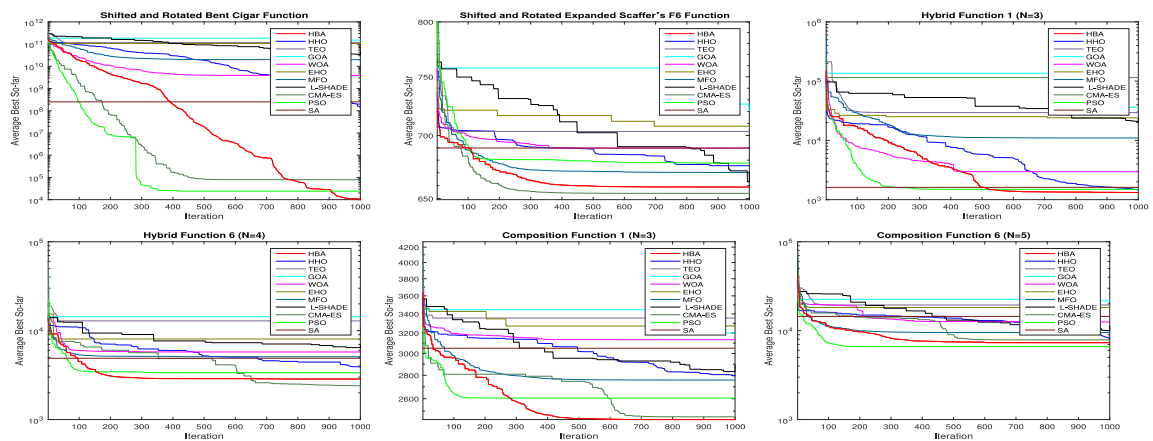 Shifted and Rotated Bent Cigar Function
Average Best So-far
10^12
10^11
10^10
10^9
10^8
10^7
10^6
10^5
10^4
100 200 300 400 500 600 700 800 900 1000
Iteration
HBA
HHO
TEO
GOA
WOA
EHO
MFO
L-SHADE
CMA-ES
PSO
SA
Shifted and Rotated Expanded Scaffer's F6 Function
Average Best So-far
800
750
700
650
100 200 300 400 500 600 700 800 900 1000
Iteration
HBA
HHO
TEO
GOA
WOA
EHO
MFO
L-SHADE
CMA-ES
PSO
SA
Hybrid Function 1 (N=3)
Average Best So-far
10^6
10^5
10^4
10^3
100 200 300 400 500 600 700 800 900 1000
Iteration
HBA
HHO
TEO
GOA
WOA
EHO
MFO
L-SHADE
CMA-ES
PSO
SA
Hybrid Function 6 (N=4)
Average Best So-far
10^5
10^4
10^3
100 200 300 400 500 600 700 800 900 1000
Iteration
HBA
HHO
TEO
GOA
WOA
EHO
MFO
L-SHADE
CMA-ES
PSO
SA
Composition Function 1 (N=3)
Average Best So-far
4200
3800
3600
3400
3200
3000
2800
2600
100 200 300 400 500 600 700 800 900 1000
Iteration
HBA
HHO
TEO
GOA
WOA
EHO
MFO
L-SHADE
CMA-ES
PSO
SA
Composition Function 6 (N=5)
Average Best So-far
10^5
10^4
10^3
100 200 300 400 500 600 700 800 900 1000
Iteration
HBA
HHO
TEO
GOA
WOA
EHO
MFO
L-SHADE
CMA-ES
PSO
SA